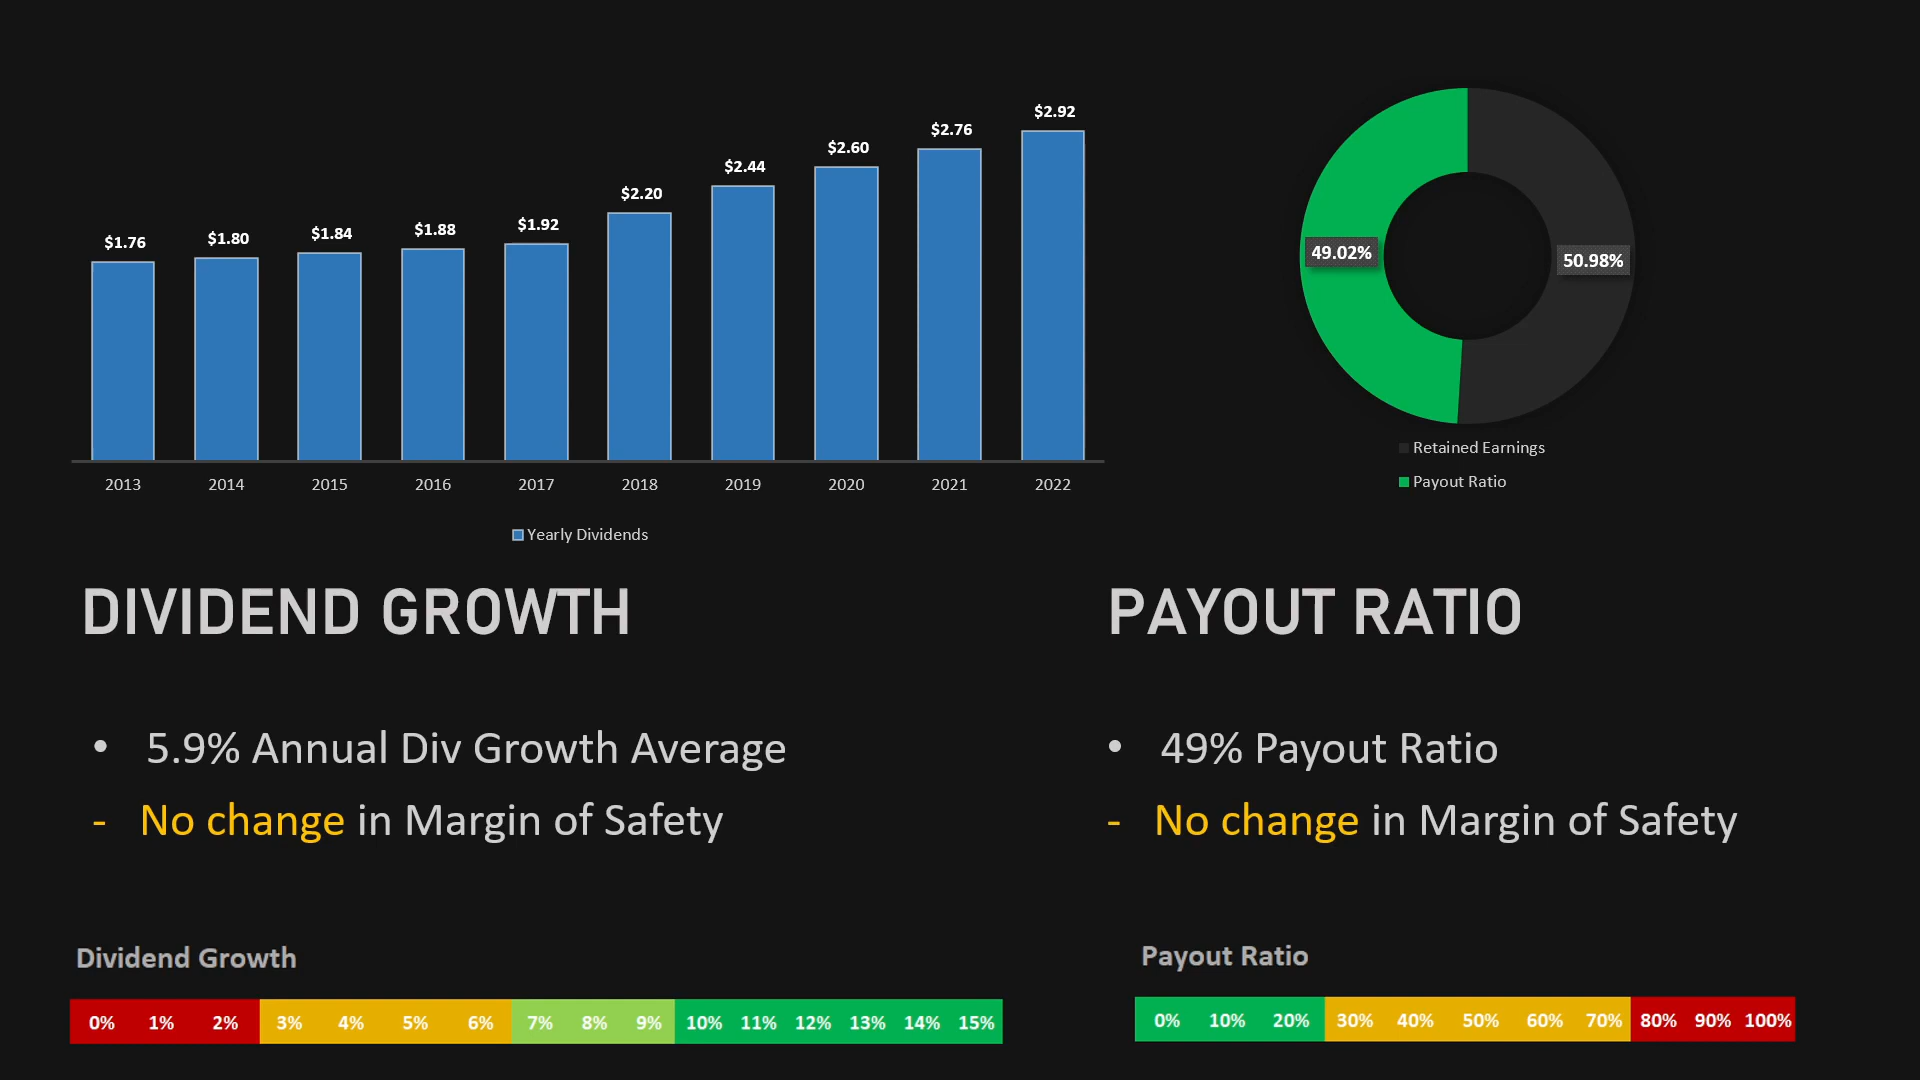 $1.76
$1.80
$1.84
$1.88
$1.92
$2.20
$2.44
$2.60
$2.76
$2.92
2013 2014 2015 2016 2017 2018 2019 2020 2021 2022
Yearly Dividends
49.02%
50.98%
Retained Earnings
Payout Ratio
DIVIDEND GROWTH
• 5.9% Annual Div Growth Average
- No change in Margin of Safety
Dividend Growth
0% 1% 2% 3% 4% 5% 6% 7% 8% 9% 10% 11% 12% 13% 14% 15%
PAYOUT RATIO
• 49% Payout Ratio
- No change in Margin of Safety
Payout Ratio
0% 10% 20% 30% 40% 50% 60% 70% 80% 90% 100%